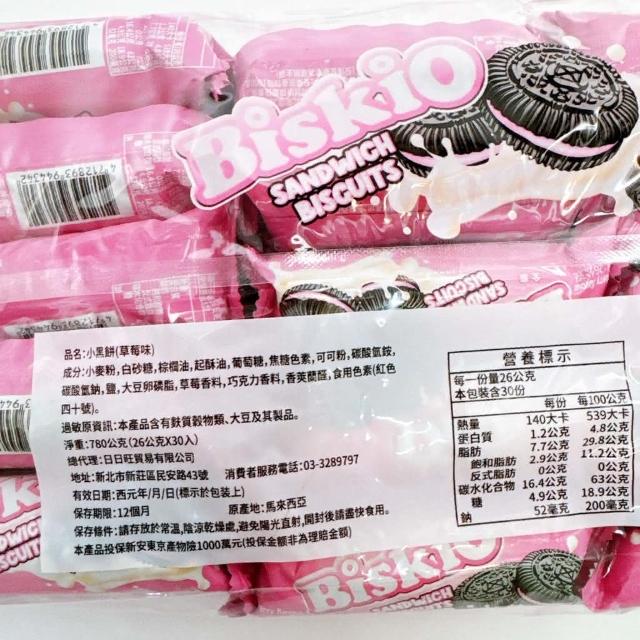 Biskio
SANDWICH
BISCUITS
4712893944342
SANDWICH
BISCUITS
品名:小黑餅(草莓味)
成分:小麥粉,白砂糖,棕櫚油,起酥油,葡萄糖,焦糖色素,可可粉,碳酸氫銨,
碳酸氫鈉,鹽,大豆卵磷脂,草莓香料,巧克力香料,香莢蘭醛,食用色素(紅色
四十號)。
過敏原資訊:本產品含有麩質穀物類、大豆及其製品。
淨重:780公克(26公克X30入)
總代理:日日旺貿易有限公司
地址:新北市新莊區民安路43號 消費者服務電話:03-3289797
有效日期:西元年/月/日(標示於包裝上)
保存期限:12個月 原產地:馬來西亞
保存條件:請存放於常溫,陰涼乾燥處,避免陽光直射,開封後請盡快食用。
本產品投保新安東京產物險1000萬元(投保金額非為理賠金額)
營養標示
每一份量26公克
本包裝含30份
每份 每100公克
熱量 140大卡 539大卡
蛋白質 1.2公克 4.8公克
脂肪 7.7公克 29.8公克
飽和脂肪 2.9公克 11.2公克
反式脂肪 0公克 0公克
碳水化合物 16.4公克 63公克
糖 4.9公克 18.9公克
鈉 52毫克 200毫克
Biskio
SANDWICH
BISCUITS